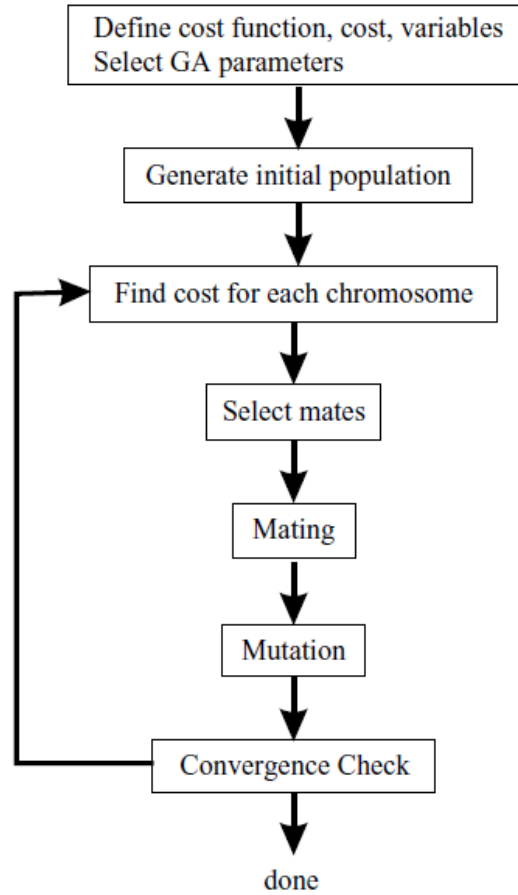 Define cost function, cost, variables
Select GA parameters
Generate initial population
Find cost for each chromosome
Select mates
Mating
Mutation
Convergence Check
done